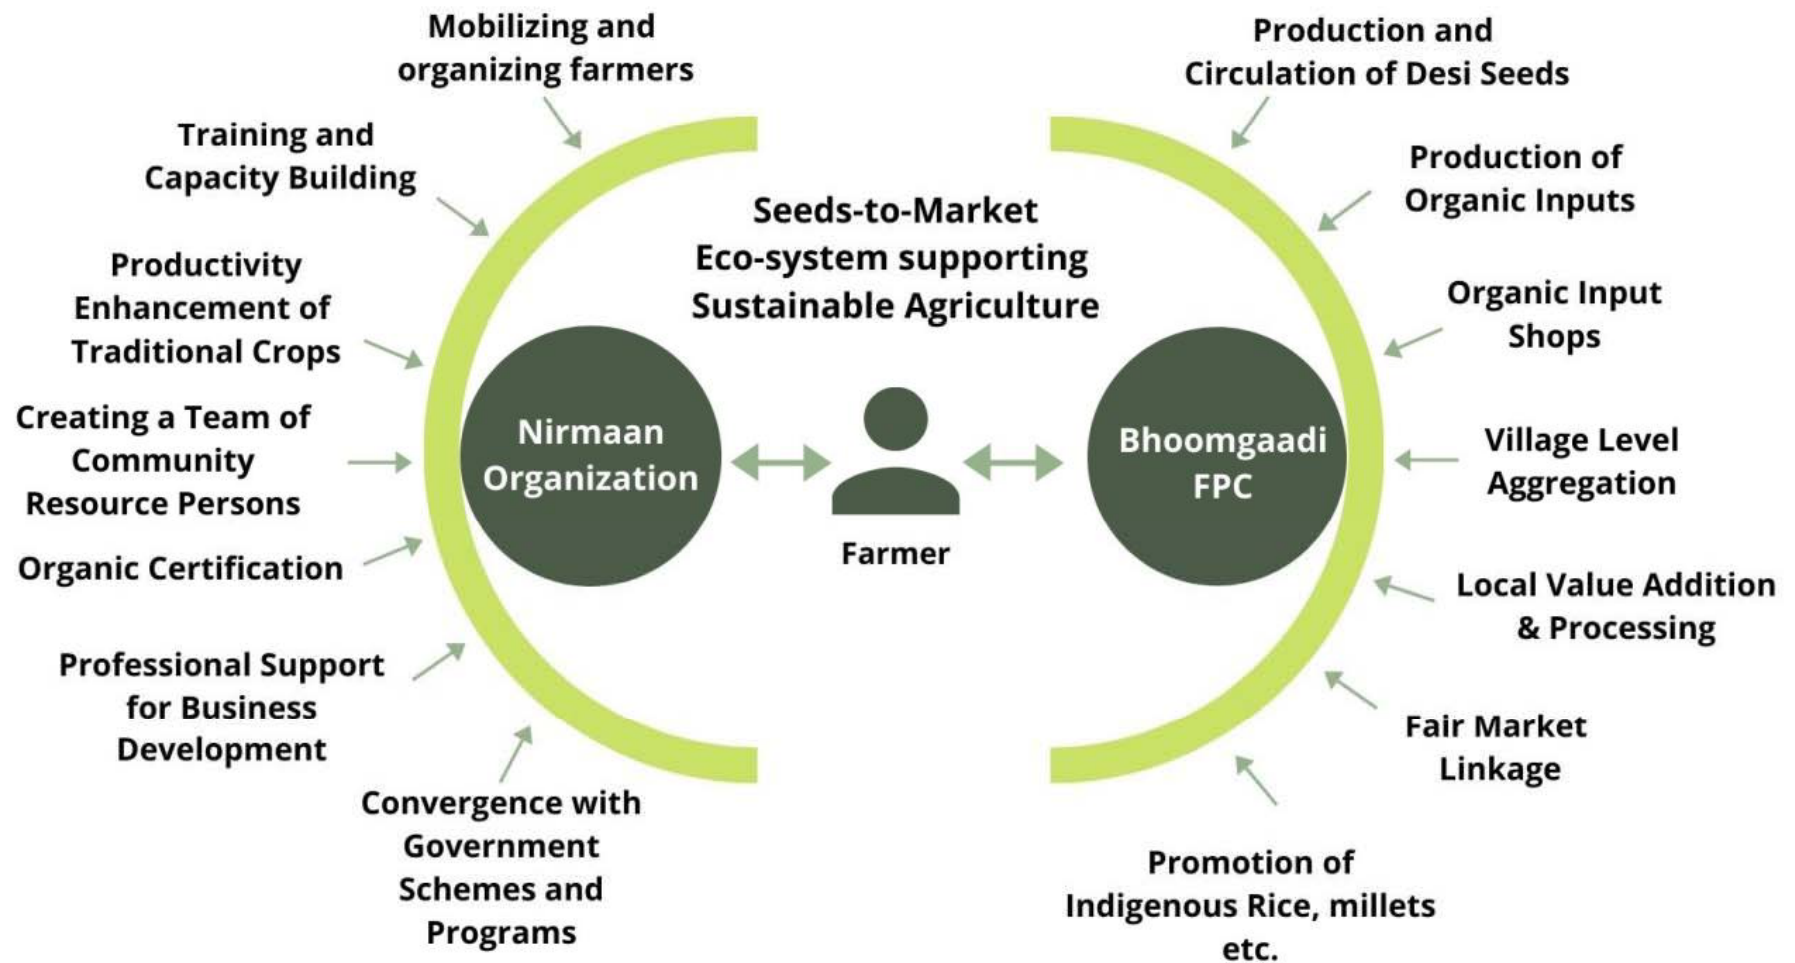 Mobilizing and
organizing farmers
Training and
Capacity Building
Productivity
Enhancement of
Traditional Crops
Creating a Team of
Community
Resource Persons
Organic Certification
Professional Support
for Business
Development
Convergence with
Government
Schemes and
Programs
Seeds-to-Market
Eco-system supporting
Sustainable Agriculture
Nirmaan
Organization
Farmer
Bhoomgaadi
FPC
Production and
Circulation of Desi Seeds
Production of
Organic Inputs
Organic Input
Shops
Village Level
Aggregation
Local Value Addition
& Processing
Fair Market
Linkage
Promotion of
Indigenous Rice, millets
etc.